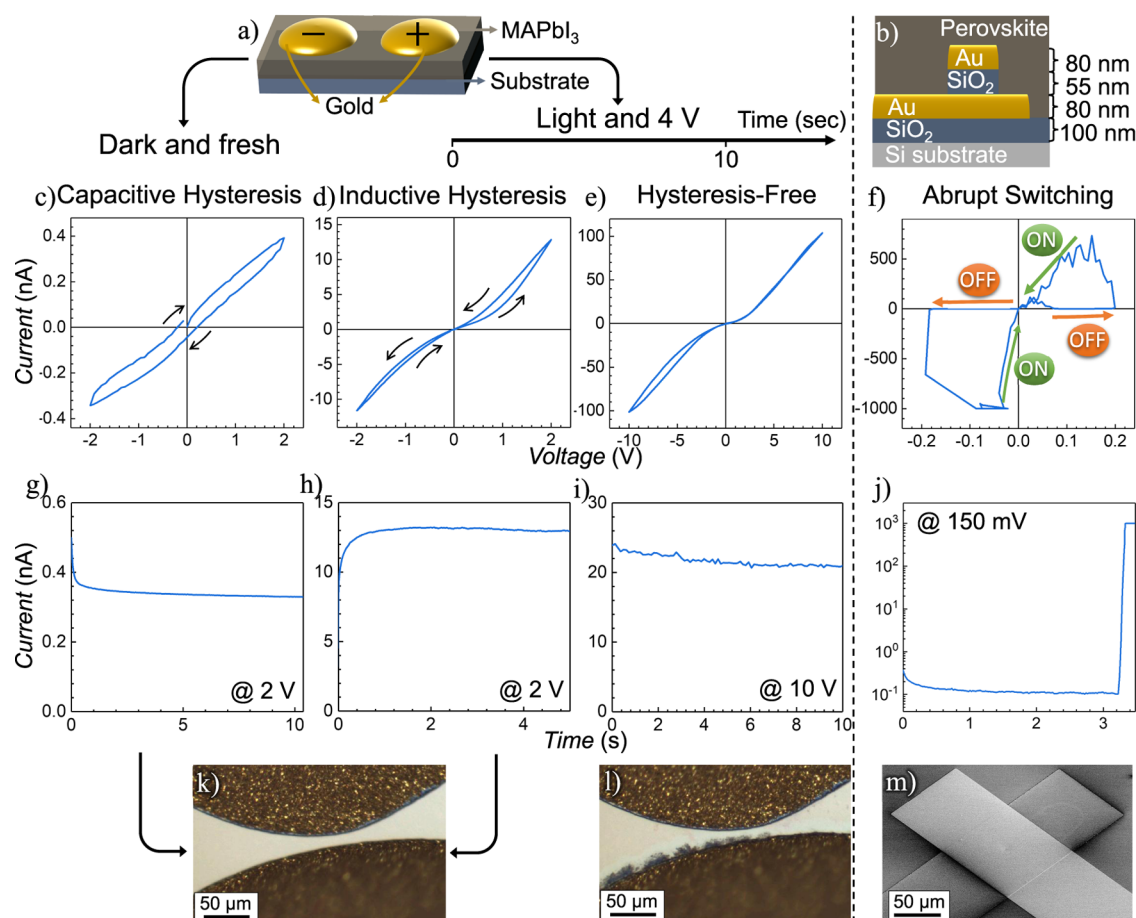 a)
−
+
MAPbI3
Substrate
Gold
Dark and fresh
Light and 4 V
Time (sec)
0
10
b)
Perovskite
Au
SiO2
Au
SiO2
Si substrate
80 nm
55 nm
80 nm
100 nm
c)
Capacitive Hysteresis
0.4
0.2
0.0
-0.2
-0.4
-2
-1
0
1
2
d)
Inductive Hysteresis
15
10
5
0
-5
-10
-2
-1
0
1
2
e)
Hysteresis-Free
100
50
0
-50
-100
-10
-5
0
5
10
f)
Abrupt Switching
ON
OFF
OFF
ON
500
0
-500
-1000
-0.2
-0.1
0.0
0.1
0.2
Current (nA)
Voltage (V)
g)
0.6
0.4
0.2
0.0
@ 2 V
0
5
10
h)
15
12
9
6
3
0
@ 2 V
0
2
4
i)
30
20
10
0
@ 10 V
0
2
4
6
8
10
j)
@ 150 mV
10^3
10^2
10^1
10^0
10^-1
0
1
2
3
Current (nA)
Time (s)
k)
50 µm
l)
50 µm
m)
50 µm